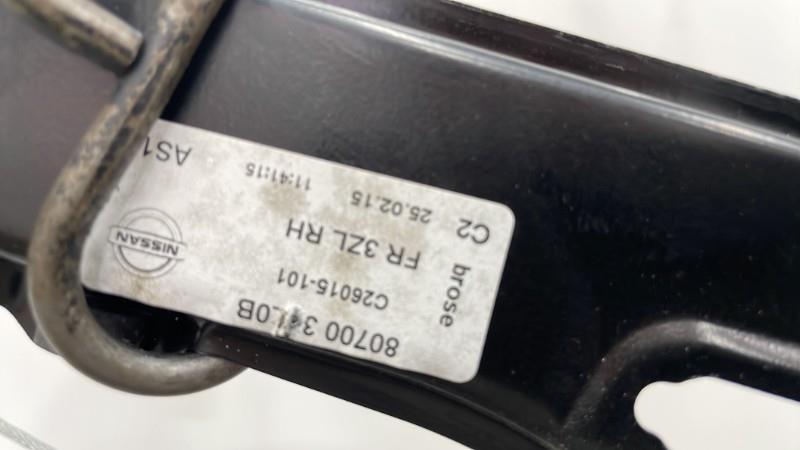 80700 3
L0B
C26015-101
brose
NISSAN
FR 3ZL RH
C2 25.02.15 11:41:15
AS1